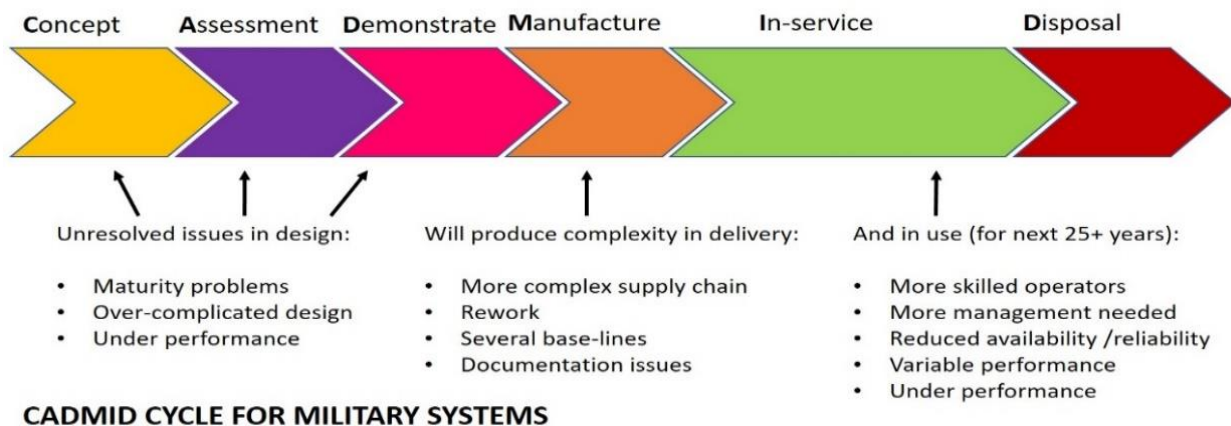 Concept Assessment Demonstrate Manufacture In-service Disposal
Unresolved issues in design:
• Maturity problems
• Over-complicated design
• Under performance
Will produce complexity in delivery:
• More complex supply chain
• Rework
• Several base-lines
• Documentation issues
And in use (for next 25+ years):
• More skilled operators
• More management needed
• Reduced availability /reliability
• Variable performance
• Under performance
CADMID CYCLE FOR MILITARY SYSTEMS